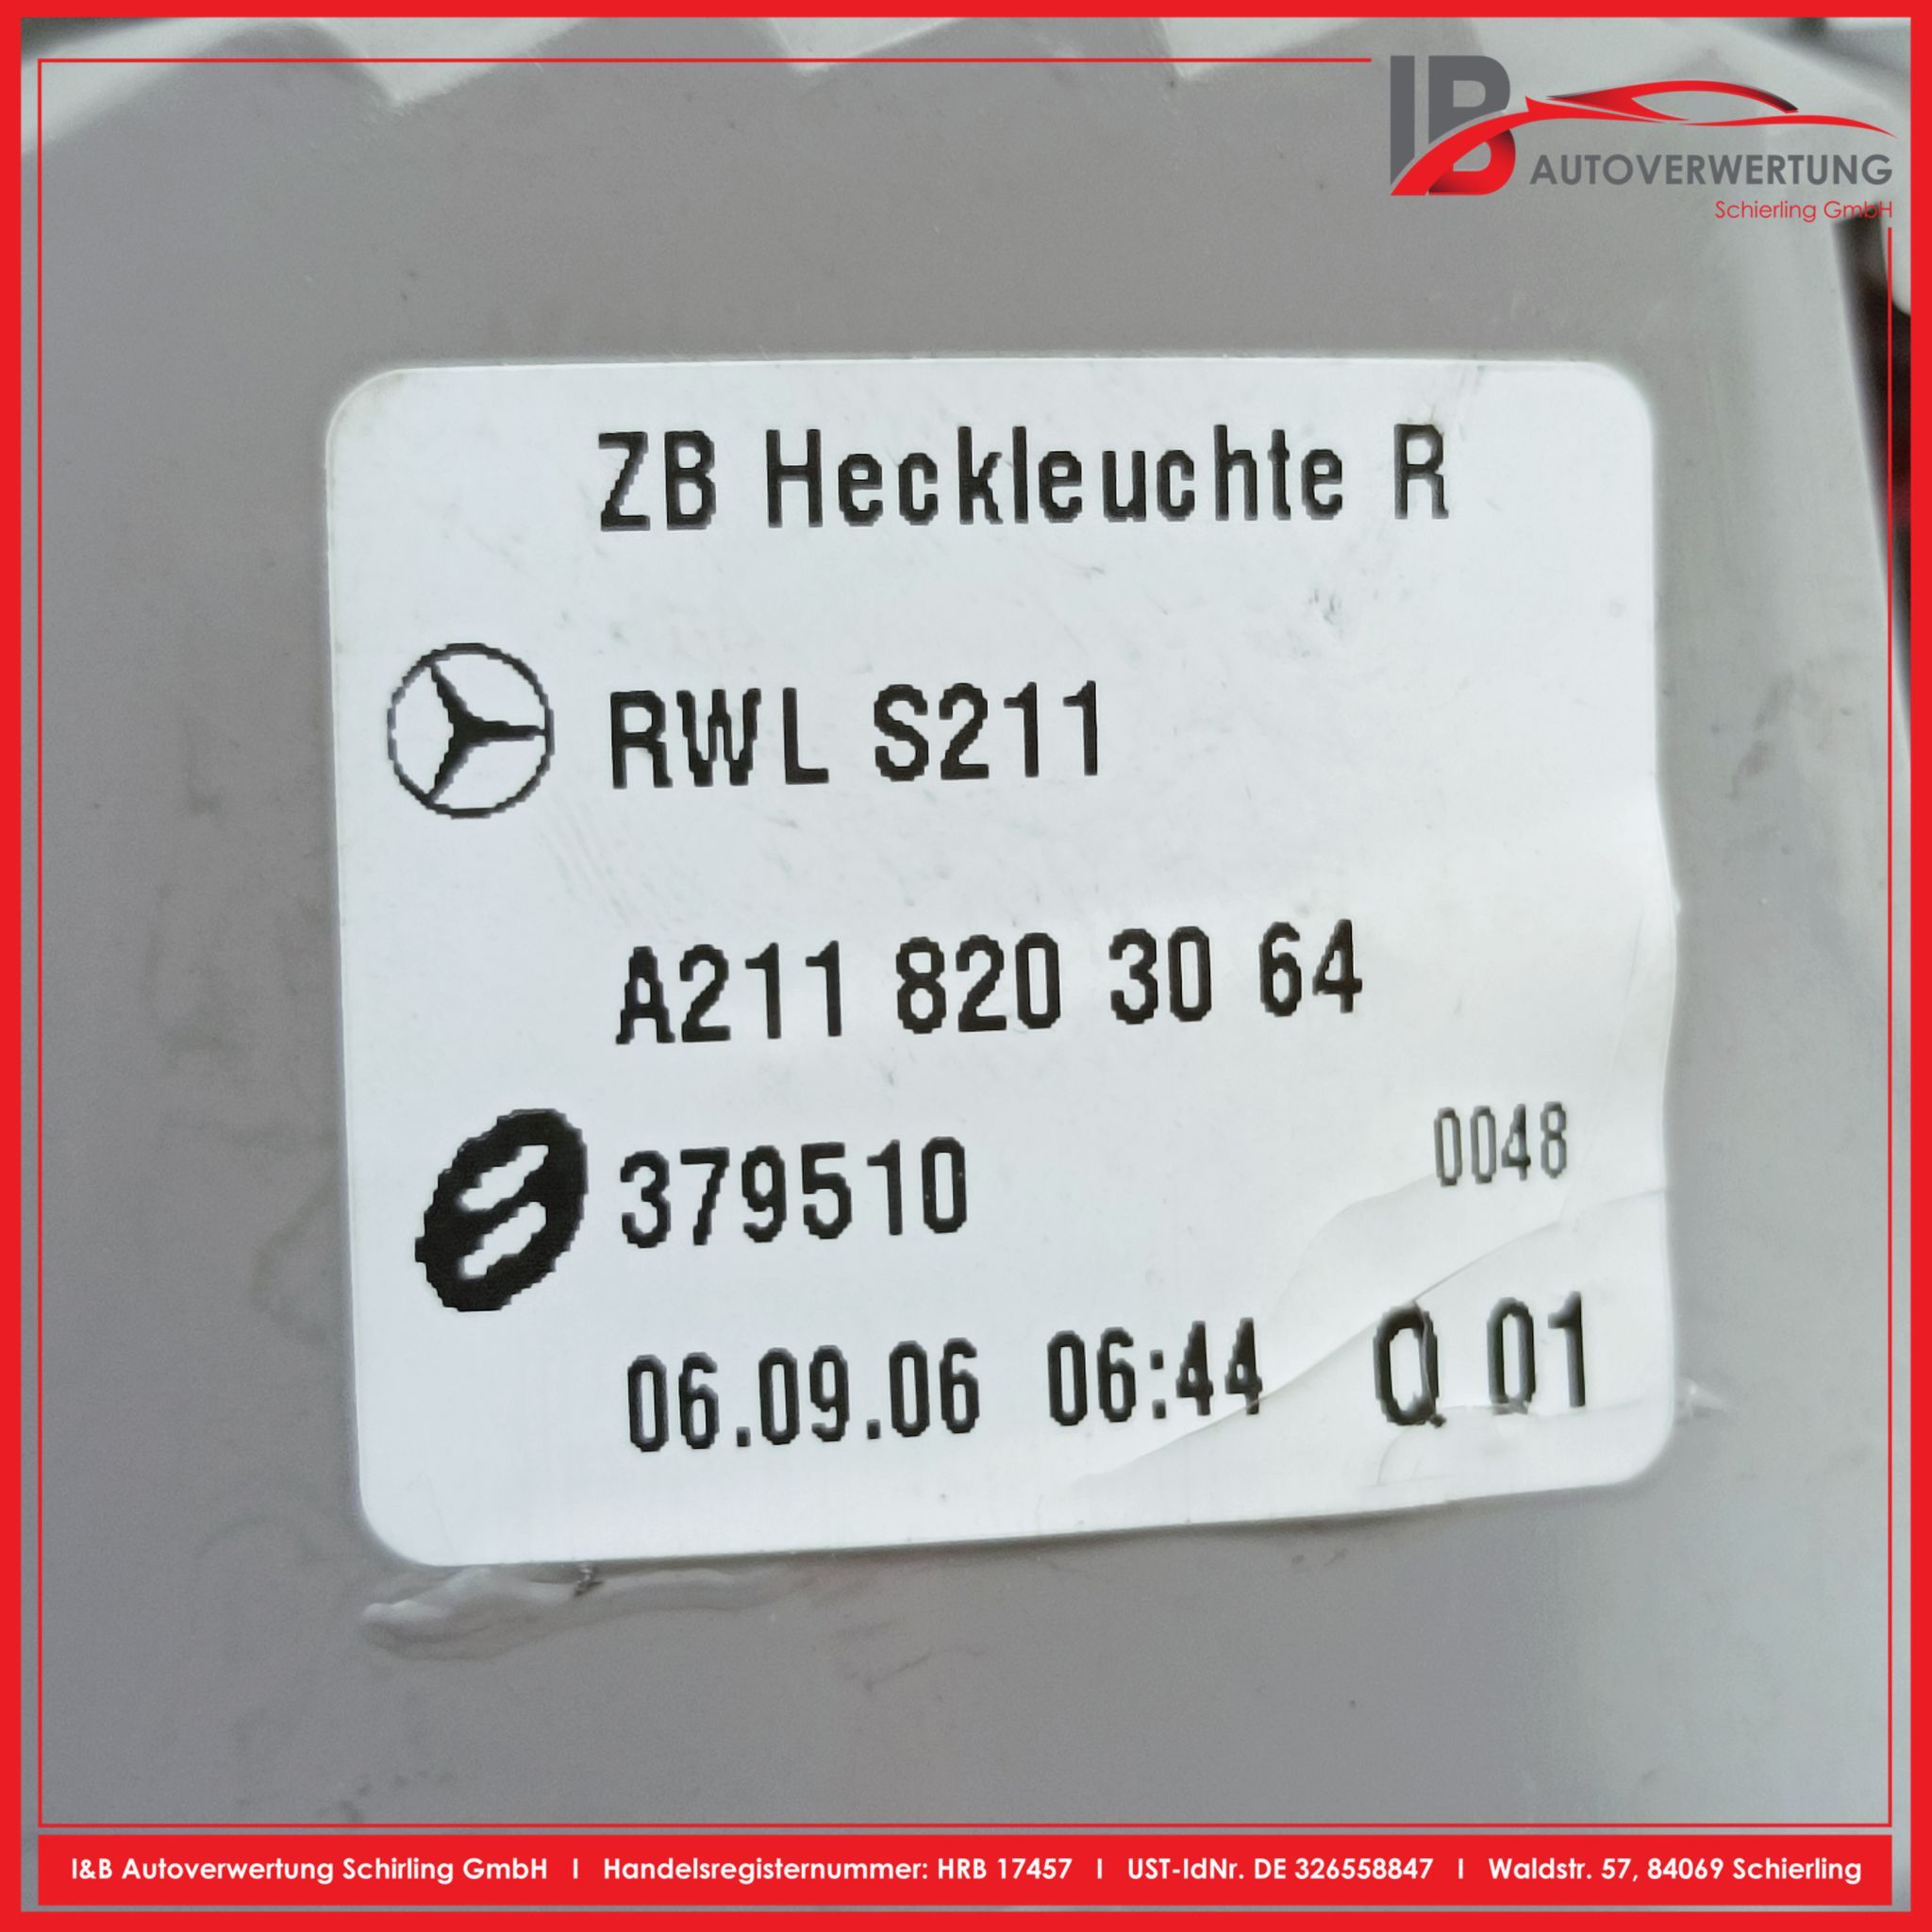 IB AUTOVERWERTUNG
Schierling GmbH
ZB Heckleuchte R
RWL S211
A211 820 30 64
379510 0048
06.09.06 06:44 Q 01
I&B Autoverwertung Schirling GmbH I Handelsregisternummer: HRB 17457 I UST-IdNr. DE 326558847 I Waldstr. 57, 84069 Schierling